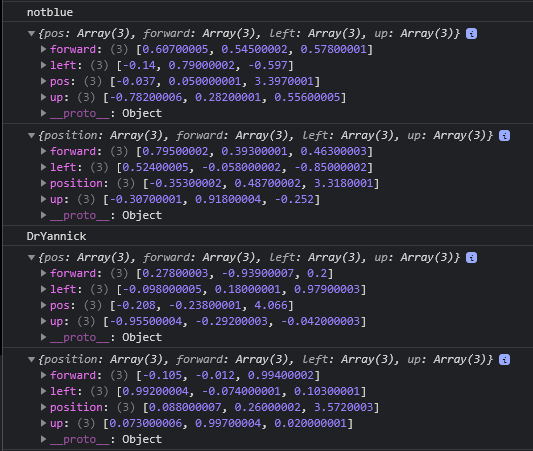 notblue
▼{pos: Array(3), forward: Array(3), left: Array(3), up: Array(3)} i
▶ forward: (3) [0.60700005, 0.54500002, 0.57800001]
▶ left: (3) [-0.14, 0.79000002, -0.597]
▶ pos: (3) [-0.037, 0.050000001, 3.3970001]
▶ up: (3) [-0.78200006, 0.28200001, 0.55600005]
▶ __proto__: Object
▼{position: Array(3), forward: Array(3), left: Array(3), up: Array(3)} i
▶ forward: (3) [0.79500002, 0.39300001, 0.46300003]
▶ left: (3) [0.52400005, -0.058000002, -0.85000002]
▶ position: (3) [-0.35300002, 0.48700002, 3.3180001]
▶ up: (3) [-0.30700001, 0.91800004, -0.252]
▶ __proto__: Object
DrYannick
▼{pos: Array(3), forward: Array(3), left: Array(3), up: Array(3)} i
▶ forward: (3) [0.27800003, -0.93900007, 0.2]
▶ left: (3) [-0.098000005, 0.18000001, 0.97900003]
▶ pos: (3) [-0.208, -0.23800001, 4.066]
▶ up: (3) [-0.95500004, -0.29200003, -0.042000003]
▶ __proto__: Object
▼{position: Array(3), forward: Array(3), left: Array(3), up: Array(3)} i
▶ forward: (3) [-0.105, -0.012, 0.99400002]
▶ left: (3) [0.99200004, -0.074000001, 0.10300001]
▶ position: (3) [0.088000007, 0.26000002, 3.5720003]
▶ up: (3) [0.073000006, 0.99700004, 0.020000001]
▶ __proto__: Object